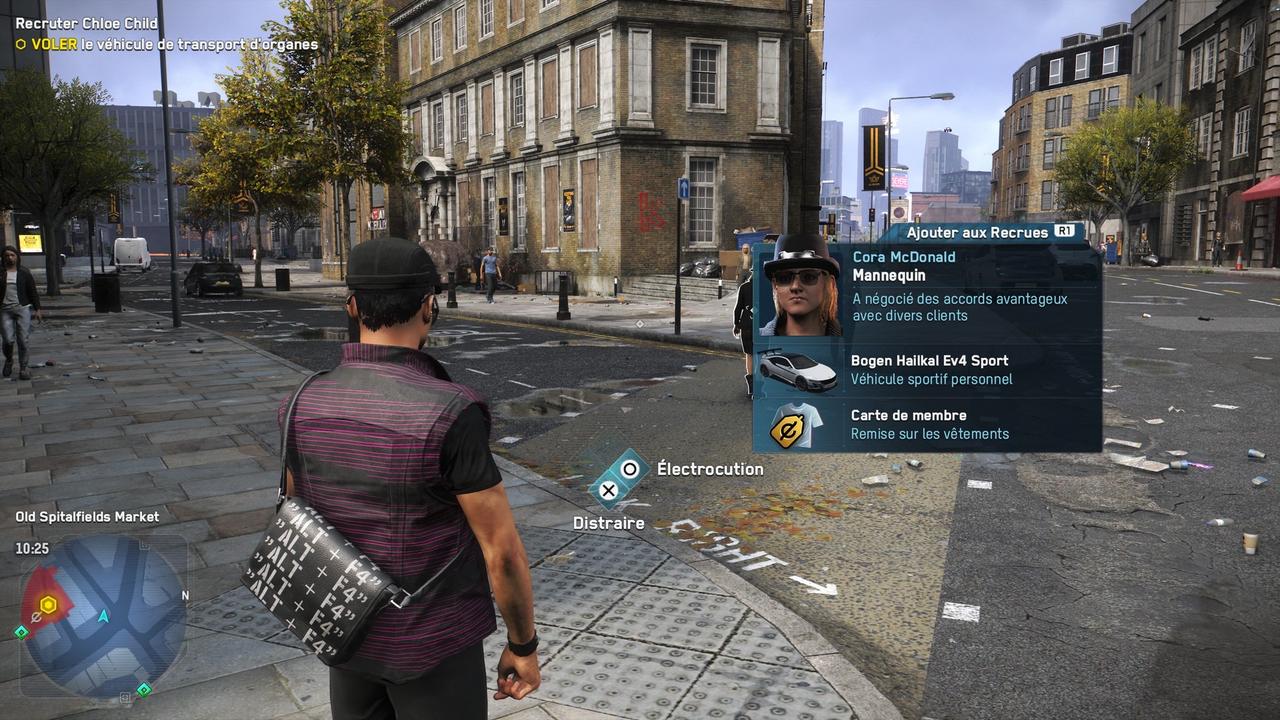 Recruter Chloe Child
VOLER le véhicule de transport d'organes
Ajouter aux Recrues R1
Cora McDonald
Mannequin
A négocié des accords avantageux
avec divers clients
Bogen Hailkal Ev4 Sport
Véhicule sportif personnel
Carte de membre
Remise sur les vêtements
Électrocution
Distraire
"ALT + F4"
"ALT + F4"
"ALT + F4"
"ALT + F4"
"ALT + F4"
Old Spitalfields Market
10:25
N